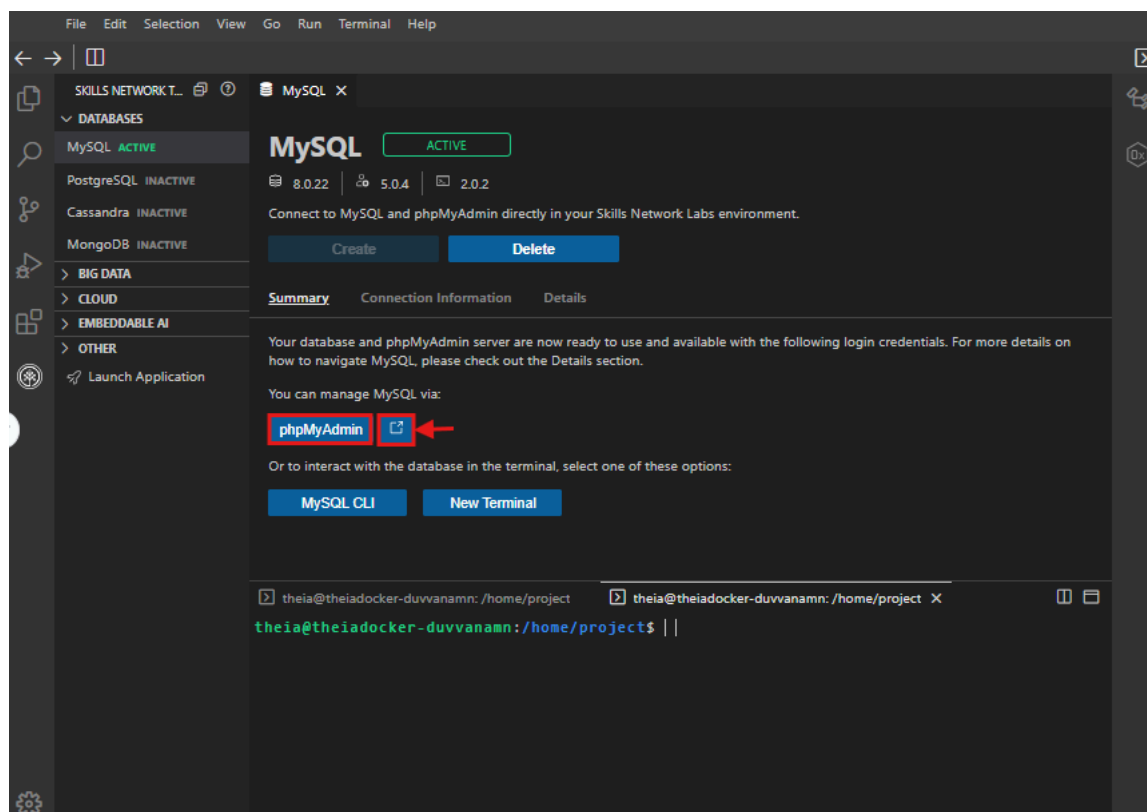 File Edit Selection View Go Run Terminal Help
SKILLS NETWORK T...
MySQL
DATABASES
MySQL ACTIVE
PostgreSQL INACTIVE
Cassandra INACTIVE
MongoDB INACTIVE
BIG DATA
CLOUD
EMBEDDABLE AI
OTHER
Launch Application
MySQL ACTIVE
8.0.22 5.0.4 2.0.2
Connect to MySQL and phpMyAdmin directly in your Skills Network Labs environment.
Create Delete
Summary Connection Information Details
Your database and phpMyAdmin server are now ready to use and available with the following login credentials. For more details on
how to navigate MySQL, please check out the Details section.
You can manage MySQL via:
phpMyAdmin
Or to interact with the database in the terminal, select one of these options:
MySQL CLI New Terminal
theia@theiadocker-duvvanamn: /home/project theia@theiadocker-duvvanamn: /home/project
theia@theiadocker-duvvanamn:/home/project$